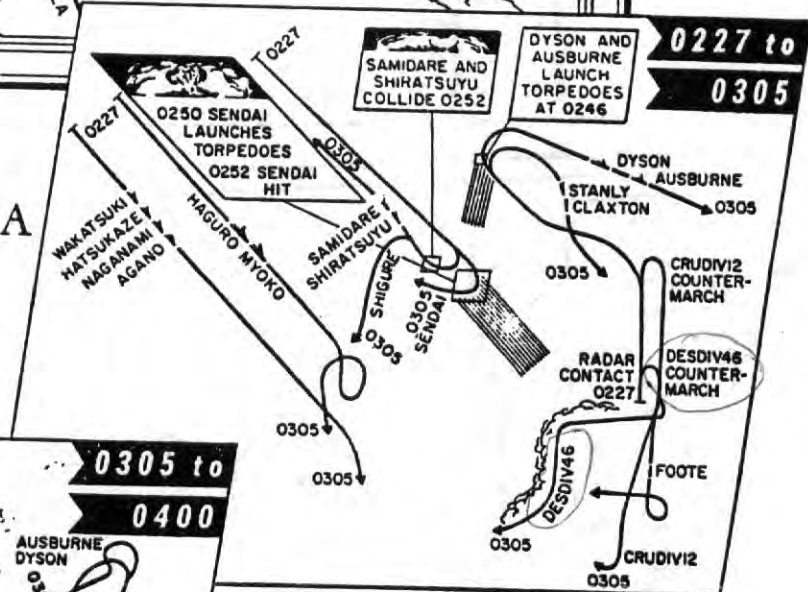 0227 to
0305
0227
SAMIDARE AND
SHIRATSUYU
COLLIDE 0252
DYSON AND
AUSBURNE
LAUNCH
TORPEDOES
AT 0246
0250 SENDAI
LAUNCHES
TORPEDOES
0252 SENDAI
HIT
0227
0305
DYSON
AUSBURNE
0305
STANLY
CLAXTON
0305
A
WAKATSUKI
HATSUKAZE
NAGANAMI
AGANO
HAGURO MYOKO
SAMIDARE
SHIRATSUYU
SHIGURE
0305
0305
SENDAI
CRUDIV12
COUNTER-
MARCH
RADAR
CONTACT
0227
DESDIV46
COUNTER-
MARCH
0305
0305
DESDIV46
FOOTE
0305
CRUDIV12
0305
0305 to
0400
AUSBURNE
DYSON